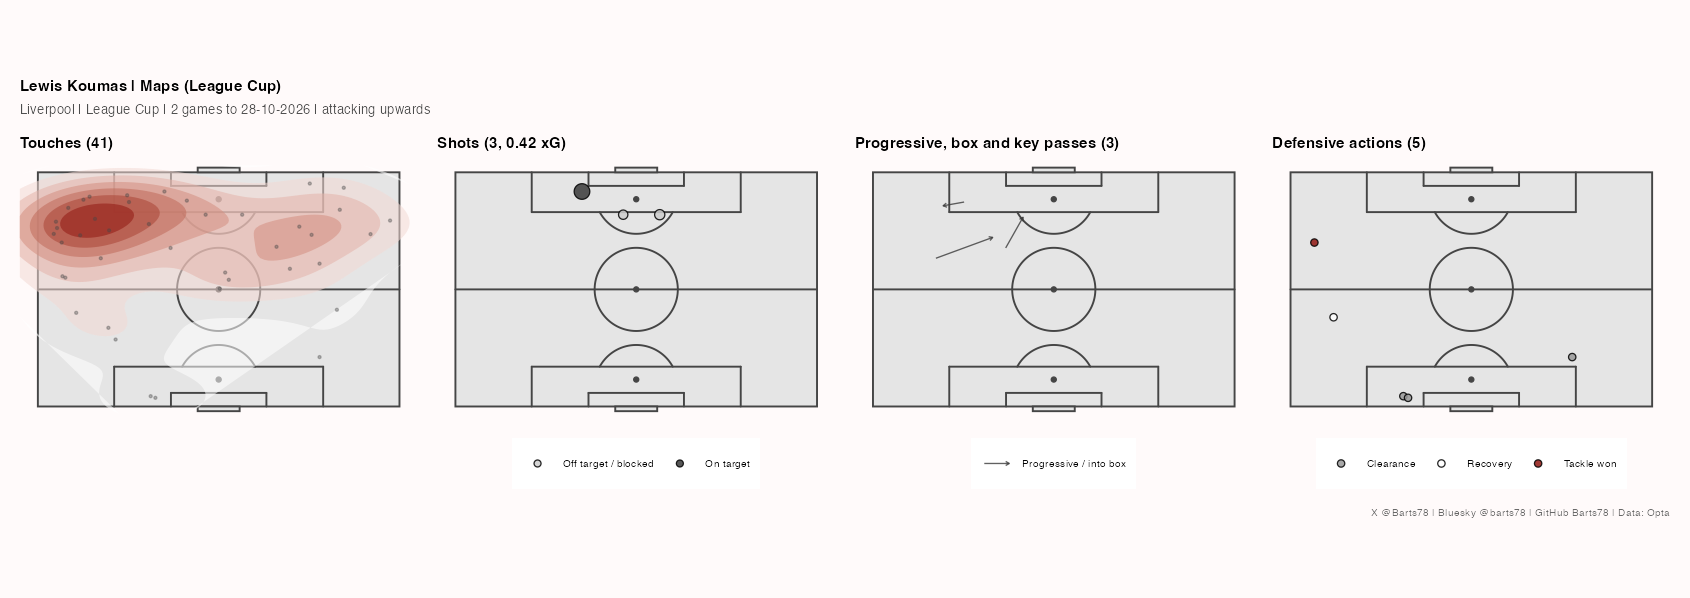 Lewis Koumas | Maps (League Cup)
Liverpool | League Cup | 2 games to 28-10-2026 | attacking upwards
Touches (41)
Shots (3, 0.42 xG)
Progressive, box and key passes (3)
Defensive actions (5)
Off target / blocked
On target
Progressive / into box
Clearance
Recovery
Tackle won
X @Barts78 | Bluesky @barts78 | GitHub Barts78 | Data: Opta